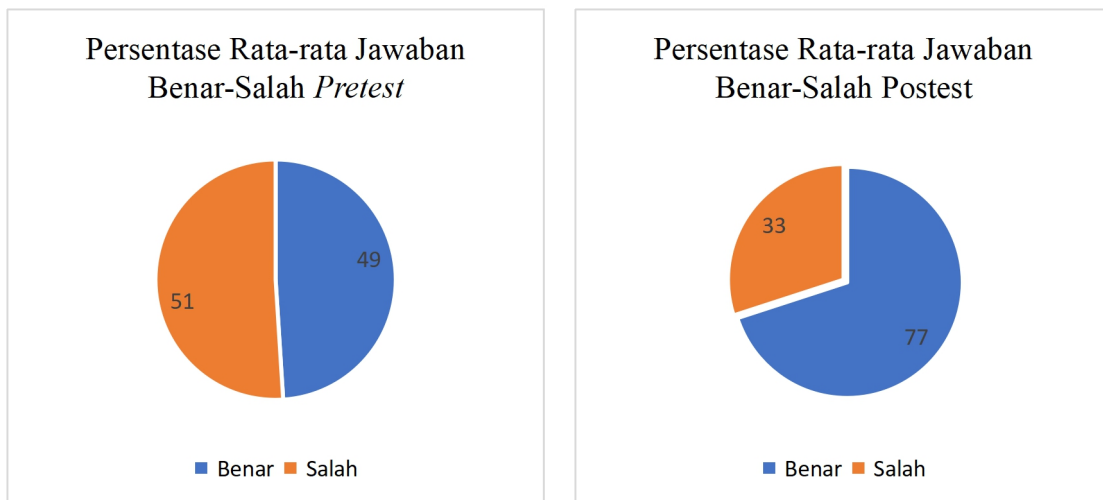 Persentase Rata-rata Jawaban
Benar-Salah Pretest
49
51
Benar Salah
Persentase Rata-rata Jawaban
Benar-Salah Postest
33
77
Benar Salah